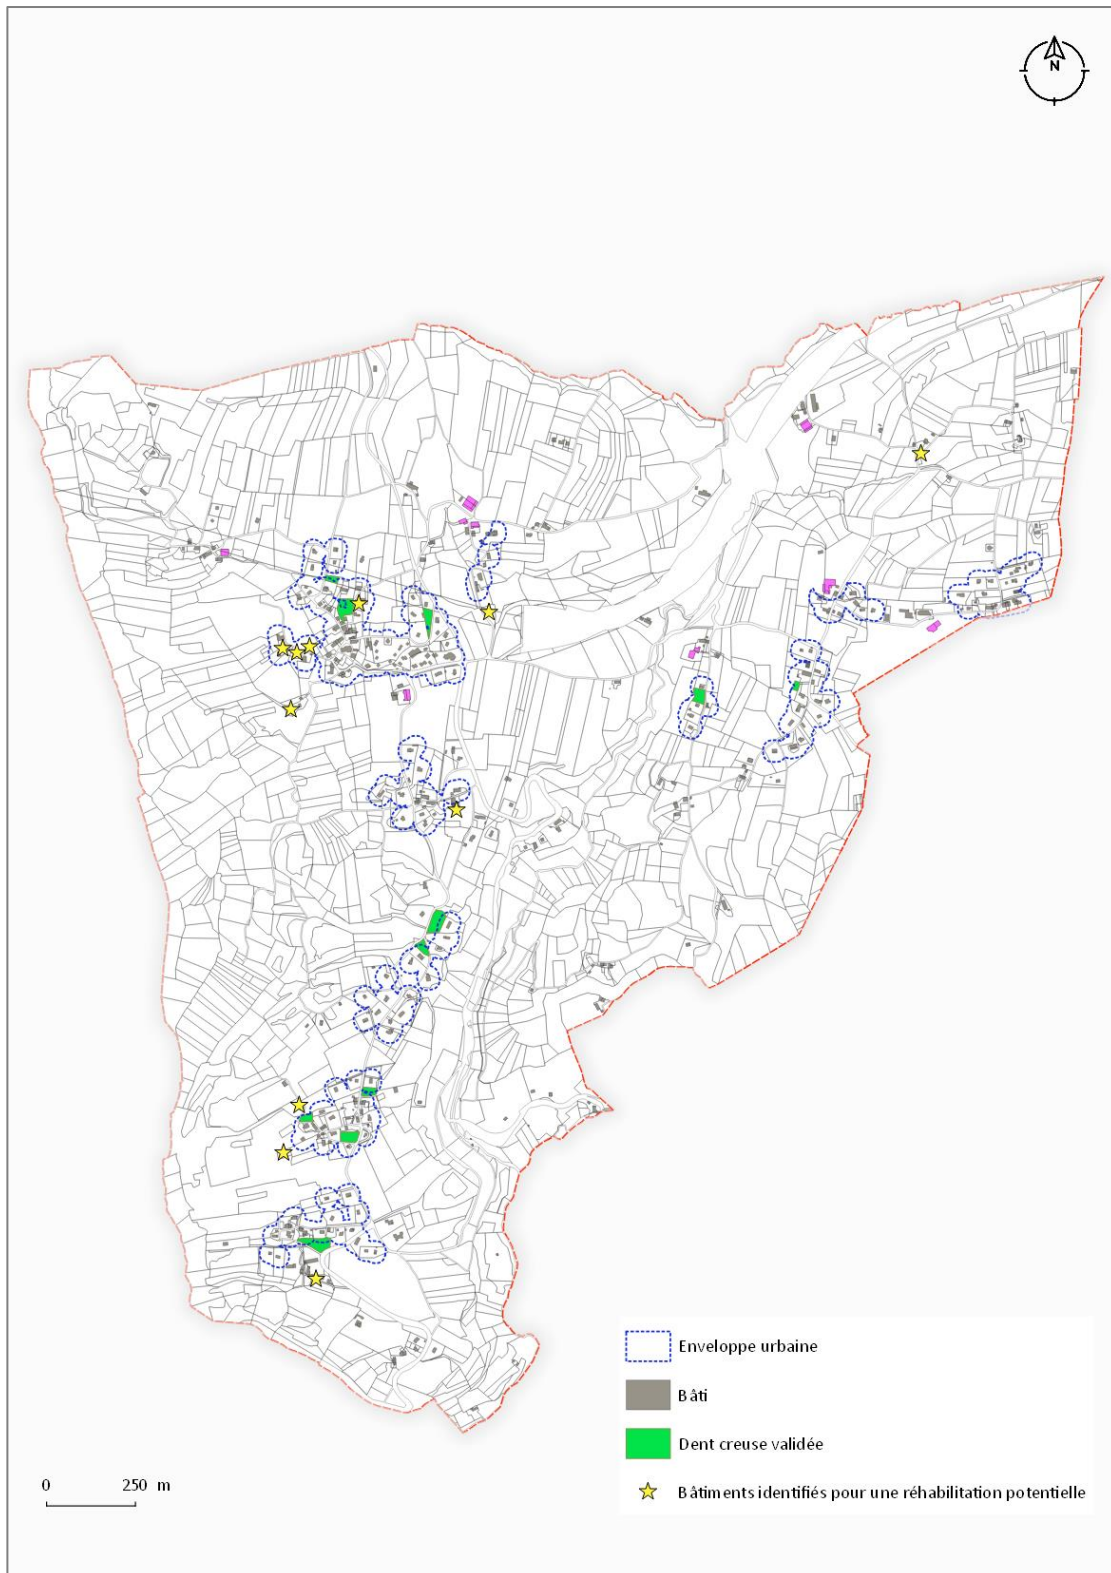 N
Enveloppe urbaine
Bâti
Dent creuse validée
Bâtiments identifiés pour une réhabilitation potentielle
0 250 m